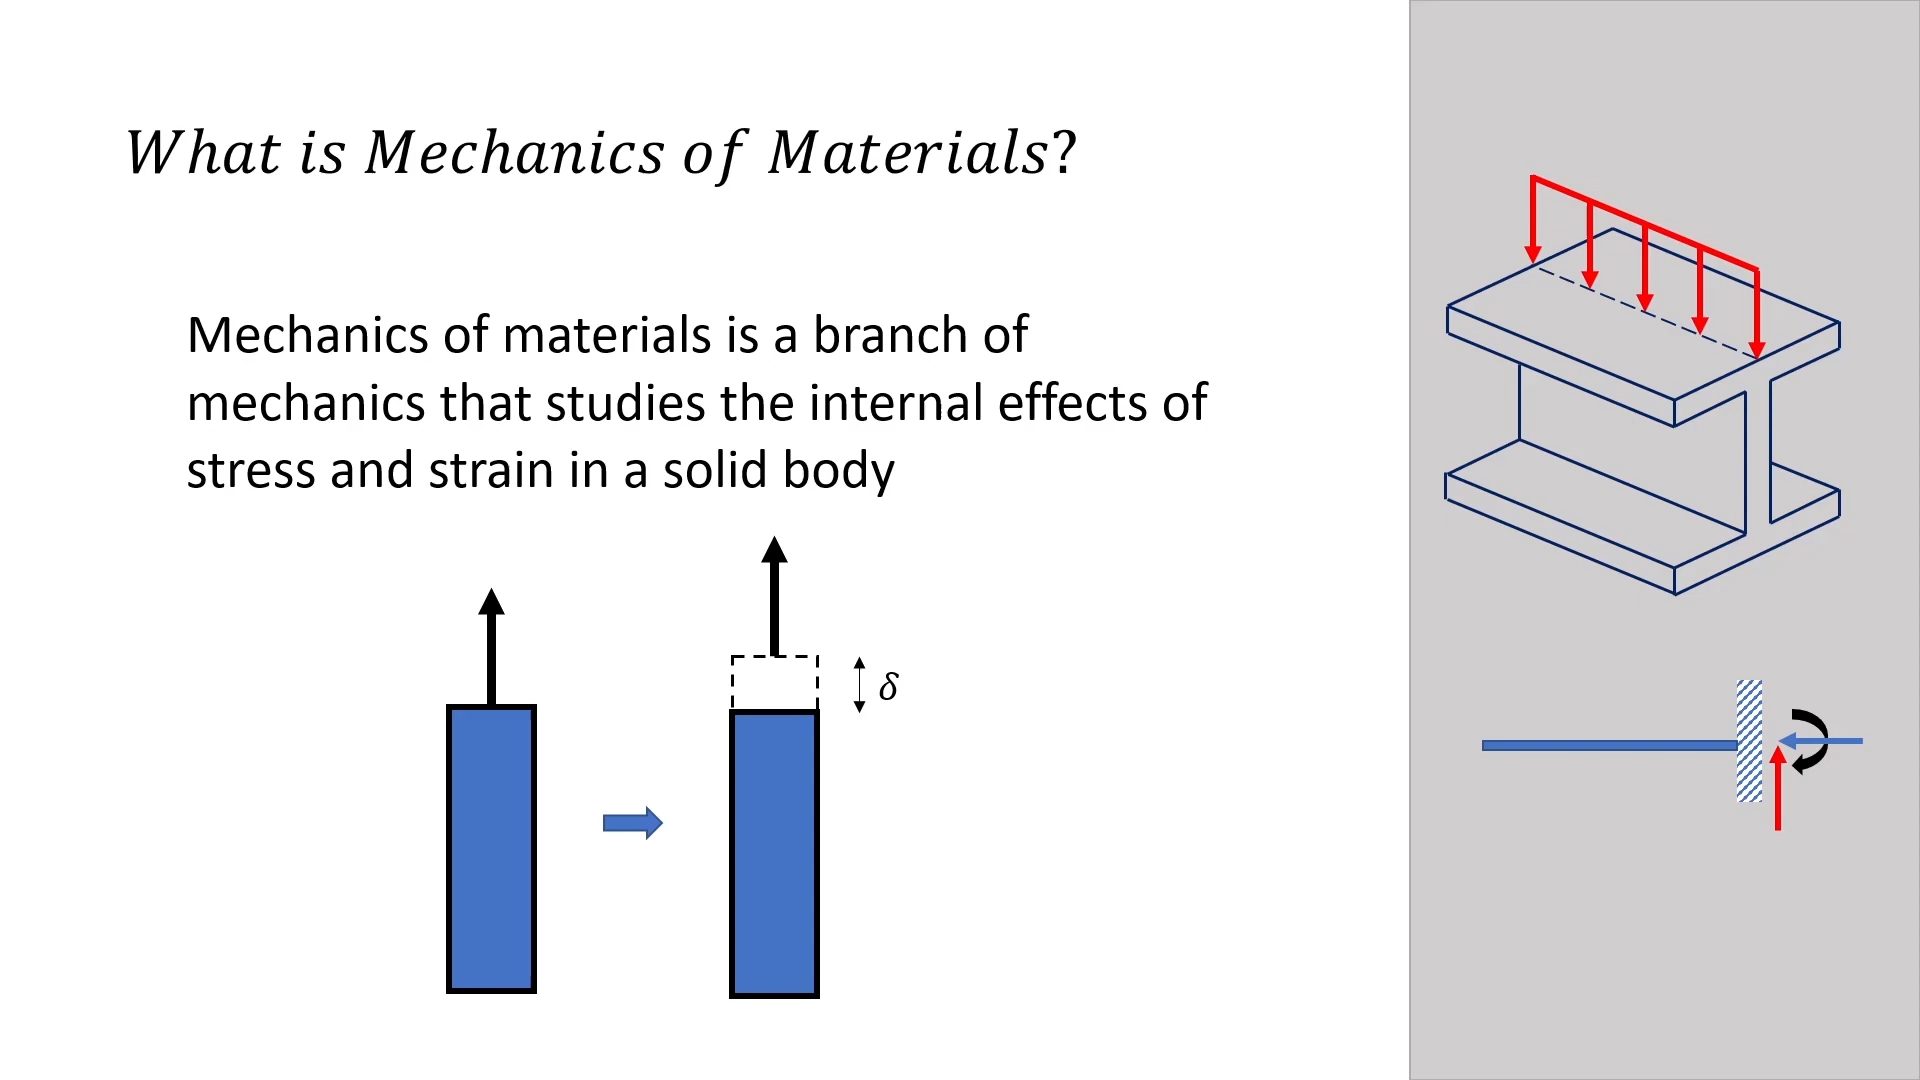 What is Mechanics of Materials?
Mechanics of materials is a branch of
mechanics that studies the internal effects of
stress and strain in a solid body
δ